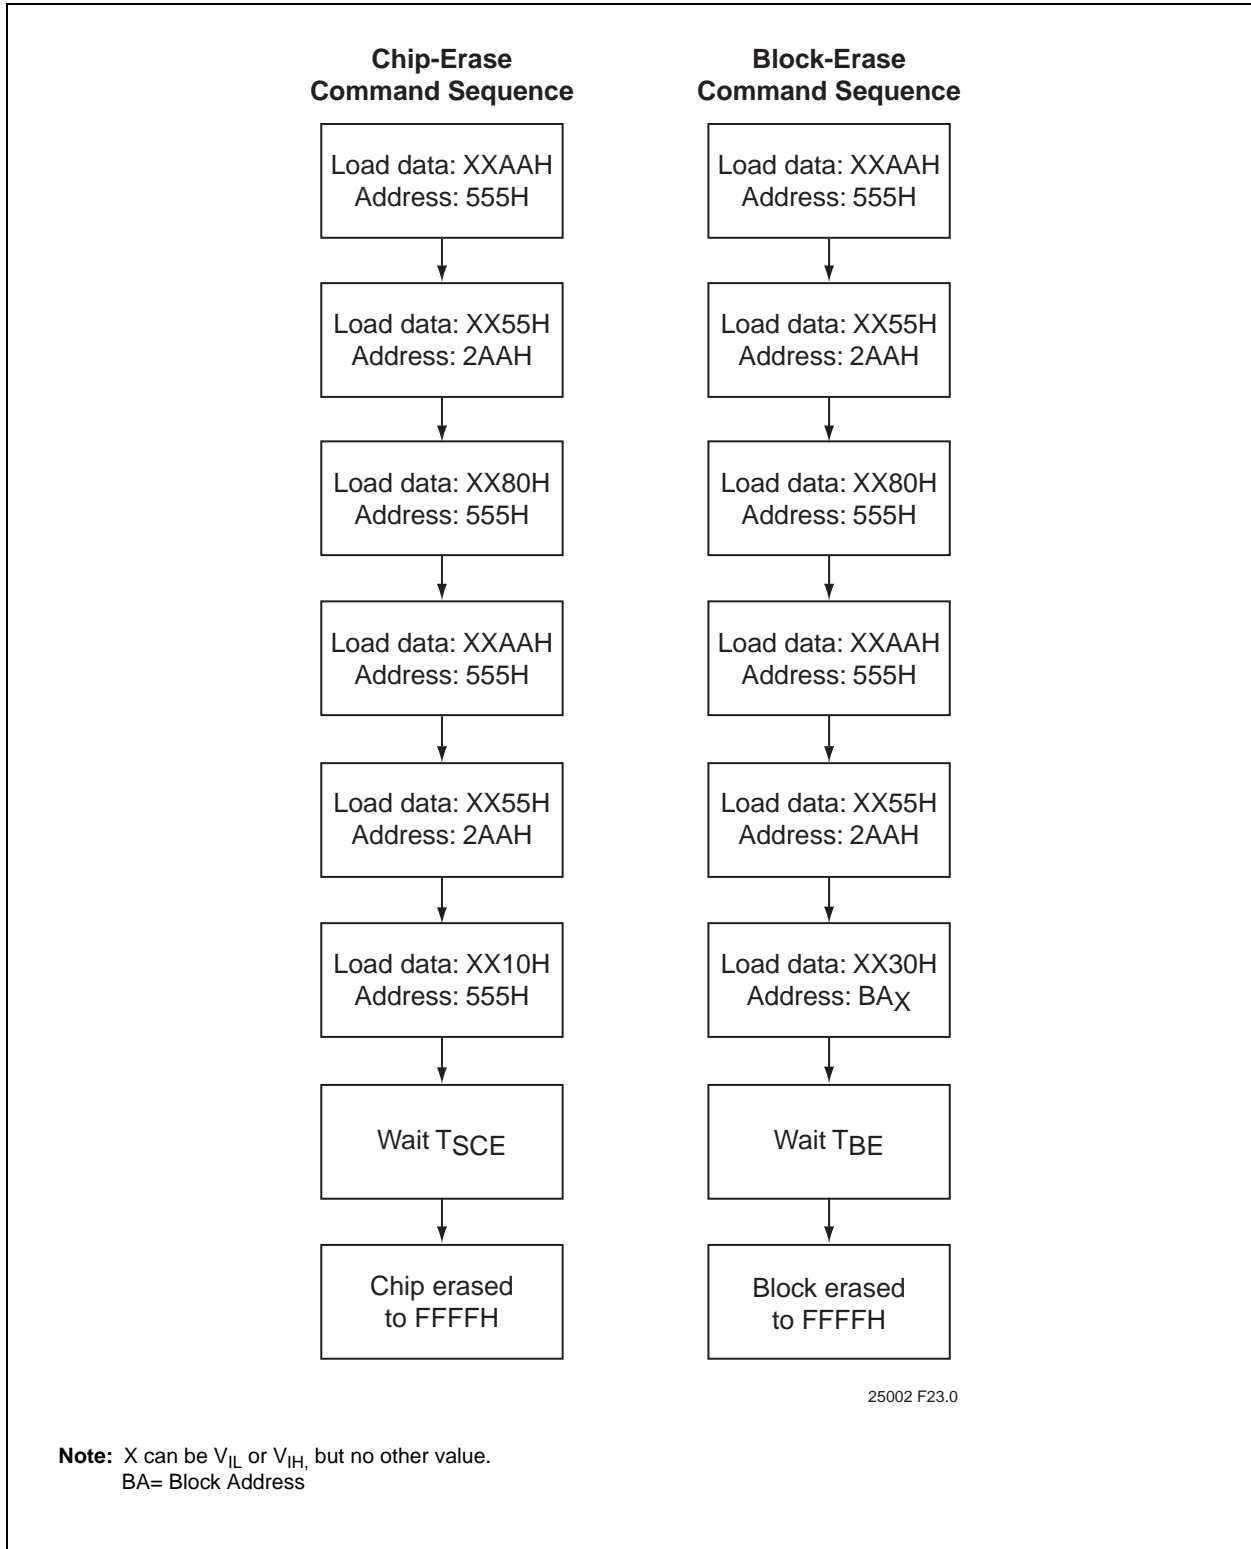 Chip-Erase
Command Sequence
Load data: XXAAH
Address: 555H
Load data: XX55H
Address: 2AAH
Load data: XX80H
Address: 555H
Load data: XXAAH
Address: 555H
Load data: XX55H
Address: 2AAH
Load data: XX10H
Address: 555H
Wait TSCE
Chip erased
to FFFFH
Block-Erase
Command Sequence
Load data: XXAAH
Address: 555H
Load data: XX55H
Address: 2AAH
Load data: XX80H
Address: 555H
Load data: XXAAH
Address: 555H
Load data: XX55H
Address: 2AAH
Load data: XX30H
Address: BAX
Wait TBE
Block erased
to FFFFH
25002 F23.0
Note: X can be VIL or VIH, but no other value.
BA= Block Address